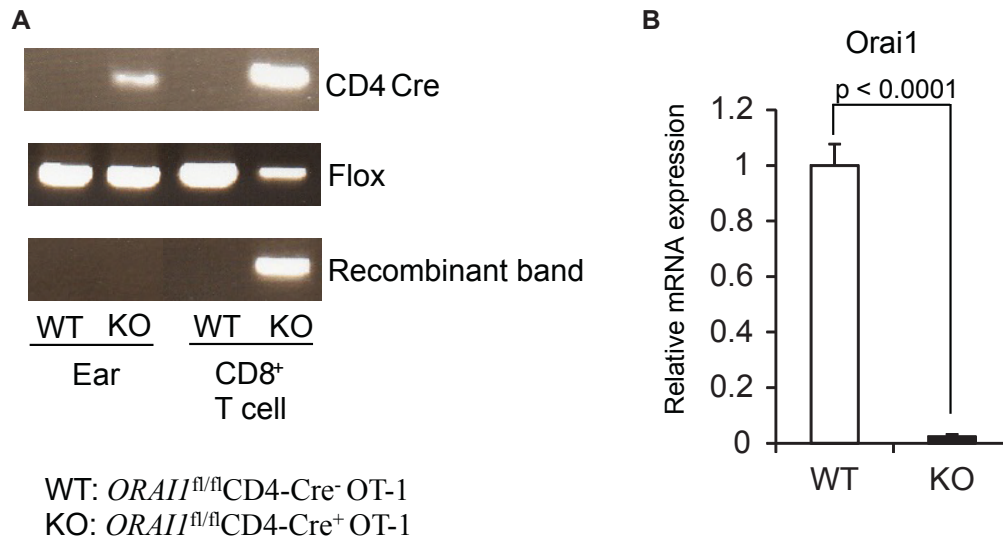 A
CD4 Cre
Flox
Recombinant band
WT KO WT KO
Ear CD8+
T cell
WT: ORAI1fl/flCD4-Cre- OT-1
KO: ORAI1fl/flCD4-Cre+ OT-1
B
Orai1
p < 0.0001
Relative mRNA expression
1.2
1
0.8
0.6
0.4
0.2
0
WT KO